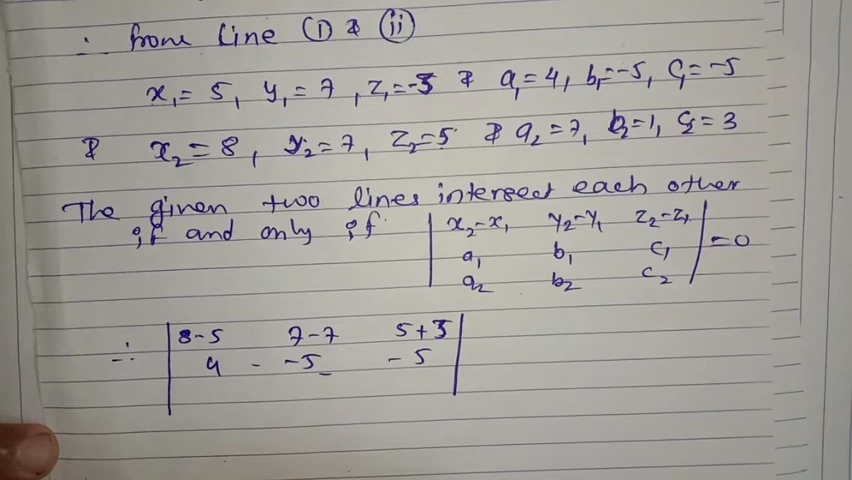 ∴ from line (i) & (ii)
x₁ = 5, y₁ = 7, z₁ = -3 & a₁ = 4, b₁ = -5, c₁ = -5
& x₂ = 8, y₂ = 7, z₂ = 5 & a₂ = 7, b₂ = 1, c₂ = 3
The given two lines intersect each other
if and only if | x₂-x₁ y₂-y₁ z₂-z₁ |
| a₁ b₁ c₁ | = 0
| a₂ b₂ c₂ |
∴ | 8-5 7-7 5+3 |
| 4 -5 -5 |